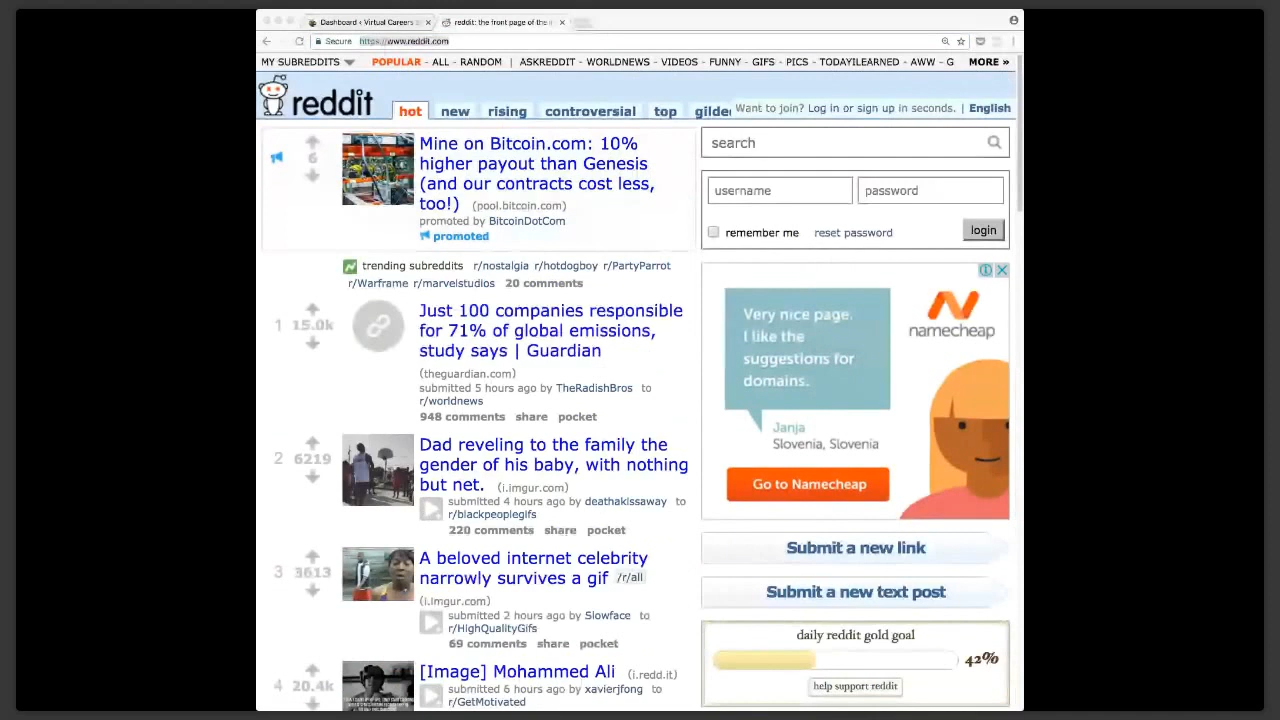 Dashboard ‹ Virtual Careers
reddit: the front page of the i
Secure https://www.reddit.com
MY SUBREDDITS POPULAR - ALL - RANDOM | ASKREDDIT - WORLDNEWS - VIDEOS - FUNNY - GIFS - PICS - TODAYILEARNED - AWW - G MORE »
reddit hot new rising controversial top gilde Want to join? Log in or sign up in seconds. | English
6
Mine on Bitcoin.com: 10%
higher payout than Genesis
(and our contracts cost less,
too!) (pool.bitcoin.com)
promoted by BitcoinDotCom
promoted
trending subreddits r/nostalgia r/hotdogboy r/PartyParrot
r/Warframe r/marvelstudios 20 comments
1 15.0k
Just 100 companies responsible
for 71% of global emissions,
study says | Guardian
(theguardian.com)
submitted 5 hours ago by TheRadishBros to
r/worldnews
948 comments share pocket
2 6219
Dad reveling to the family the
gender of his baby, with nothing
but net. (i.imgur.com)
submitted 4 hours ago by deathakissaway to
r/blackpeoplegifs
220 comments share pocket
3 3613
A beloved internet celebrity
narrowly survives a gif /r/all
(i.imgur.com)
submitted 2 hours ago by Slowface to
r/HighQualityGifs
69 comments share pocket
4 20.4k
[Image] Mohammed Ali (i.redd.it)
submitted 6 hours ago by xavierjfong to
r/GetMotivated
search
username password
remember me reset password login
Very nice page.
I like the
suggestions for
domains.
namecheap
Janja
Slovenia, Slovenia
Go to Namecheap
Submit a new link
Submit a new text post
daily reddit gold goal
42%
help support reddit